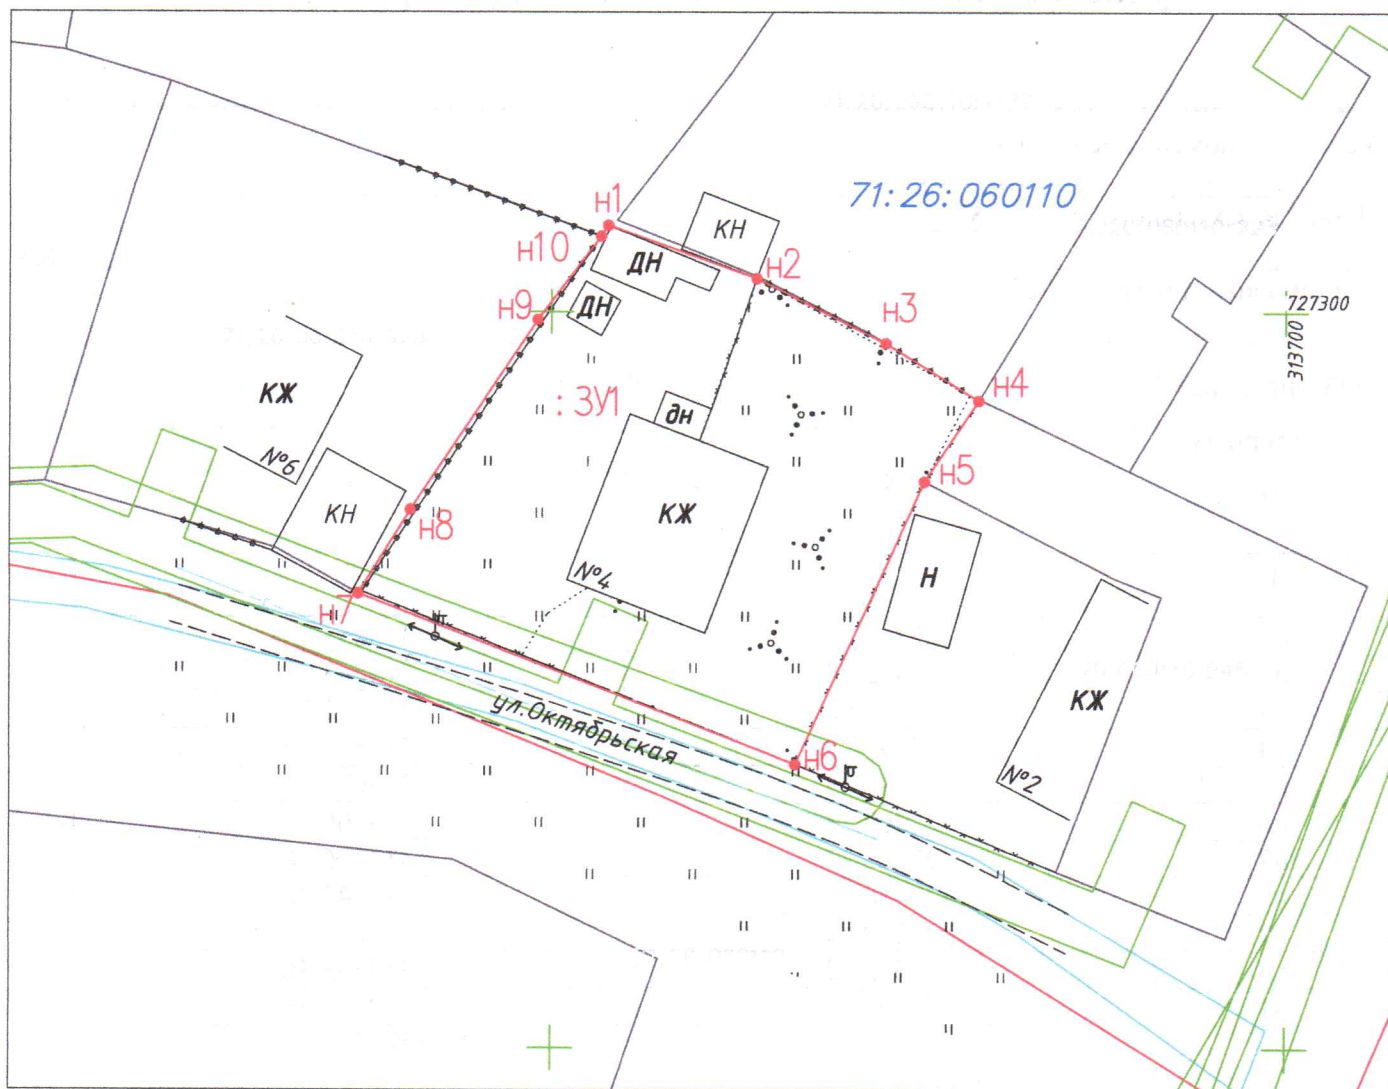 н1
71:26:060110
КН
ДН
н10
н2
ДН
н9
н3
727300
313700
КЖ
:ЗУ1
дн
н4
№6
н5
КН
н8
КЖ
Н
№4
н7
КЖ
ул.Октябрьская
н6
№2